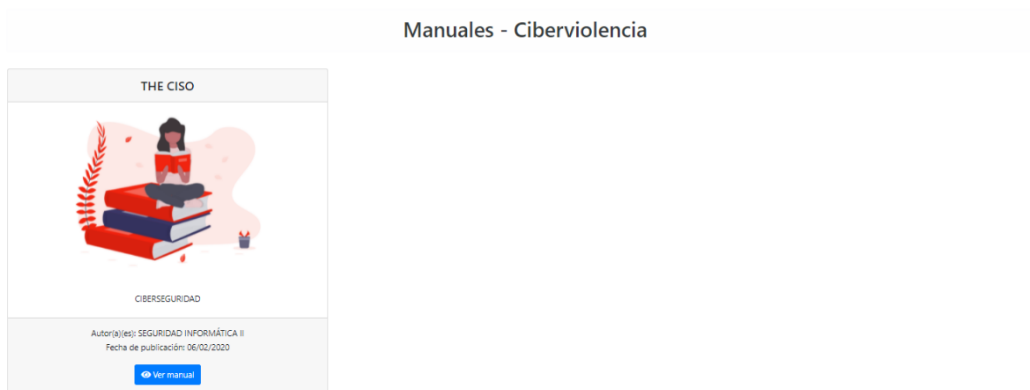 Manuales - Ciberviolencia
THE CISO
CIBERSEGURIDAD
Autor(a)(es): SEGURIDAD INFORMÁTICA II
Fecha de publicación: 06/02/2020
Ver manual